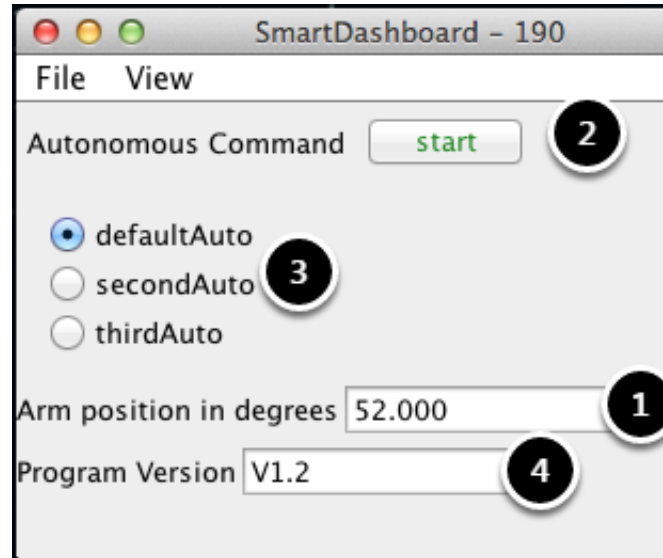 SmartDashboard - 190
File View
Autonomous Command start 2
defaultAuto
secondAuto 3
thirdAuto
Arm position in degrees 52.000 1
Program Version V1.2 4